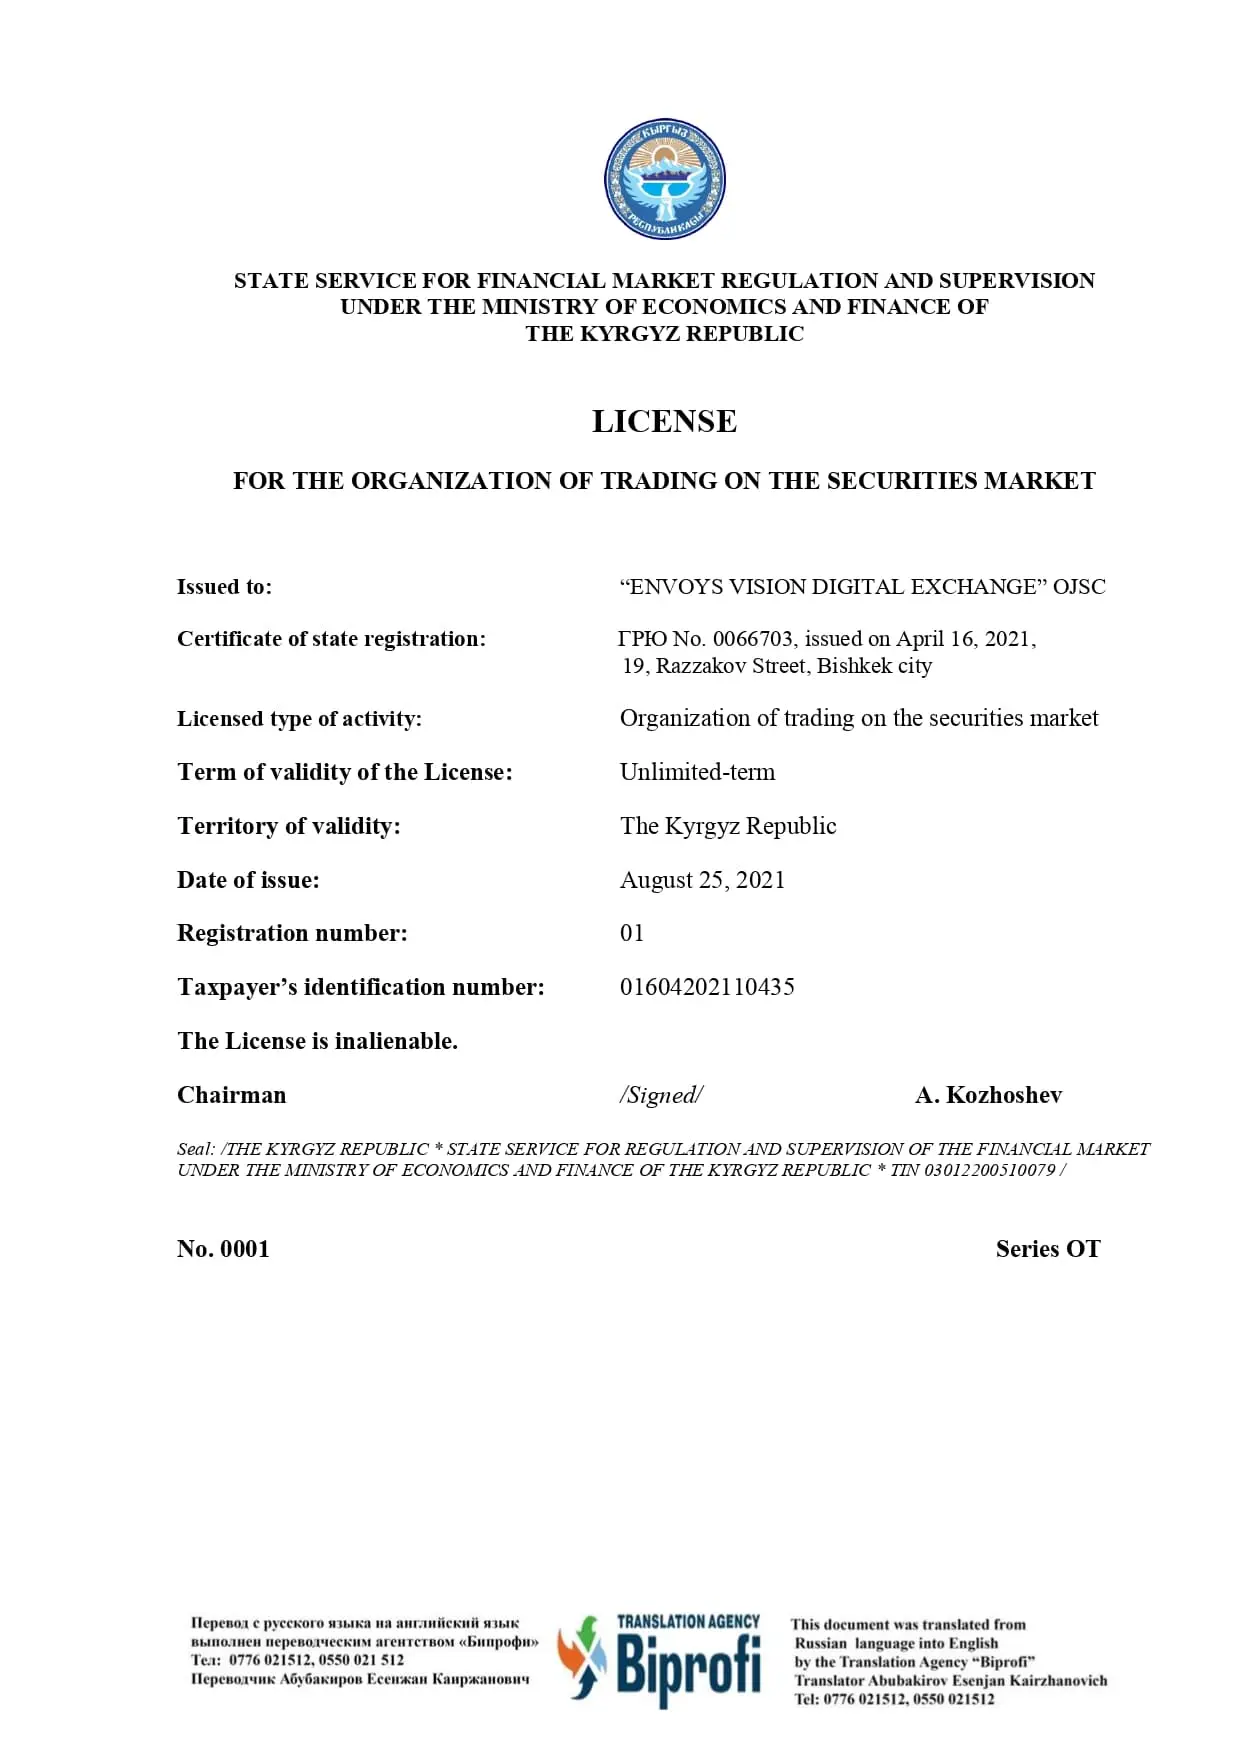 КЫРГЫЗ
РЕСПУБЛИКАСЫ
STATE SERVICE FOR FINANCIAL MARKET REGULATION AND SUPERVISION
UNDER THE MINISTRY OF ECONOMICS AND FINANCE OF
THE KYRGYZ REPUBLIC
LICENSE
FOR THE ORGANIZATION OF TRADING ON THE SECURITIES MARKET
Issued to: “ENVOYS VISION DIGITAL EXCHANGE” OJSC
Certificate of state registration: ГРЮ No. 0066703, issued on April 16, 2021,
19, Razzakov Street, Bishkek city
Licensed type of activity: Organization of trading on the securities market
Term of validity of the License: Unlimited-term
Territory of validity: The Kyrgyz Republic
Date of issue: August 25, 2021
Registration number: 01
Taxpayer’s identification number: 01604202110435
The License is inalienable.
Chairman /Signed/ A. Kozhoshev
Seal: /THE KYRGYZ REPUBLIC * STATE SERVICE FOR REGULATION AND SUPERVISION OF THE FINANCIAL MARKET
UNDER THE MINISTRY OF ECONOMICS AND FINANCE OF THE KYRGYZ REPUBLIC * TIN 03012200510079 /
No. 0001 Series OT
Перевод с русского языка на английский язык
выполнен переводческим агентством «Бипрофи»
Тел: 0776 021512, 0550 021 512
Переводчик Абубакиров Есенжан Каиржанович
TRANSLATION AGENCY
Biprofi
This document was translated from
Russian language into English
by the Translation Agency “Biprofi”
Translator Abubakirov Esenjan Kairzhanovich
Tel: 0776 021512, 0550 021512